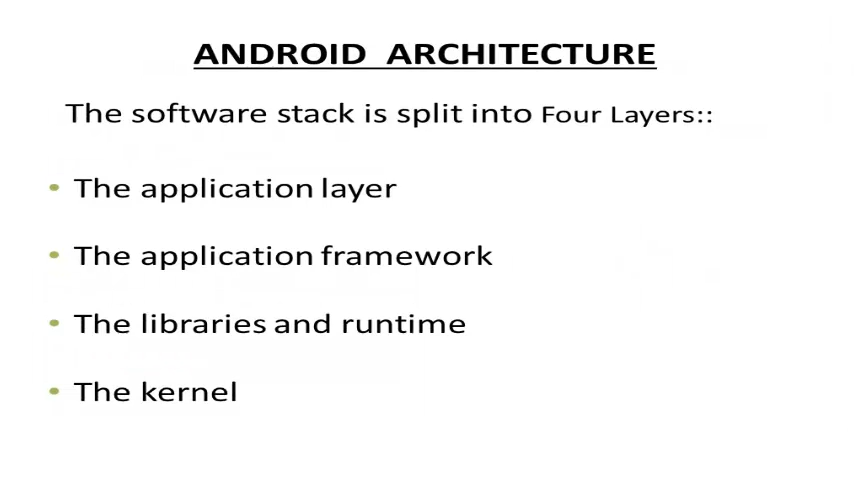 ANDROID ARCHITECTURE
The software stack is split into Four Layers::
• The application layer
• The application framework
• The libraries and runtime
• The kernel